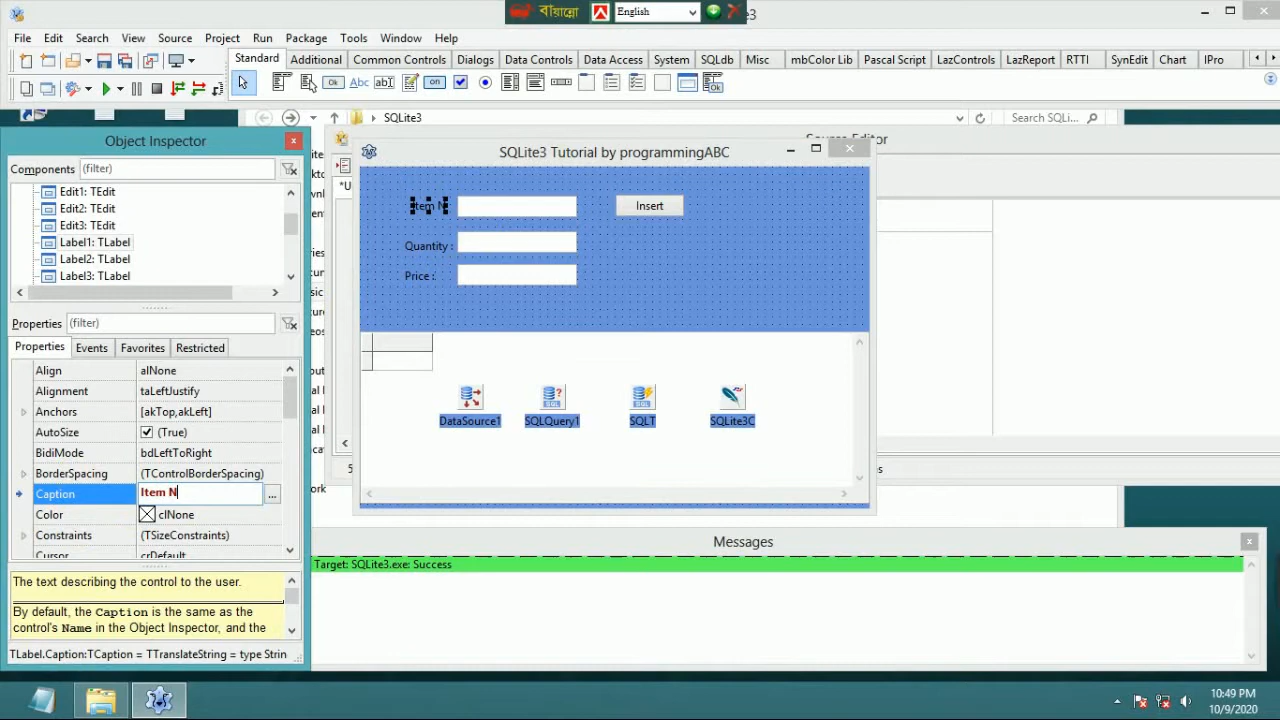 বায়ান্নো
English
3
File Edit Search View Source Project Run Package Tools Window Help
Standard Additional Common Controls Dialogs Data Controls Data Access System SQLdb Misc mbColor Lib Pascal Script LazControls LazReport RTTI SynEdit Chart IPro
Ok Abc abI on
SQLite3
Search SQLi...
Source Editor
Object Inspector
Components (filter)
Edit1: TEdit
Edit2: TEdit
Edit3: TEdit
Label1: TLabel
Label2: TLabel
Label3: TLabel
Properties (filter)
Properties Events Favorites Restricted
Align alNone
Alignment taLeftJustify
Anchors [akTop,akLeft]
AutoSize (True)
BidiMode bdLeftToRight
BorderSpacing (TControlBorderSpacing)
Caption Item N
...
Color clNone
Constraints (TSizeConstraints)
Cursor crDefault
The text describing the control to the user.
By default, the Caption is the same as the
control's Name in the Object Inspector, and the
TLabel.Caption:TCaption = TTranslateString = type Strin
SQLite3 Tutorial by programmingABC
Item N
Insert
Quantity :
Price :
DataSource1 SQLQuery1 SQLT SQLite3C
Messages
Target: SQLite3.exe: Success
10:49 PM
10/9/2020